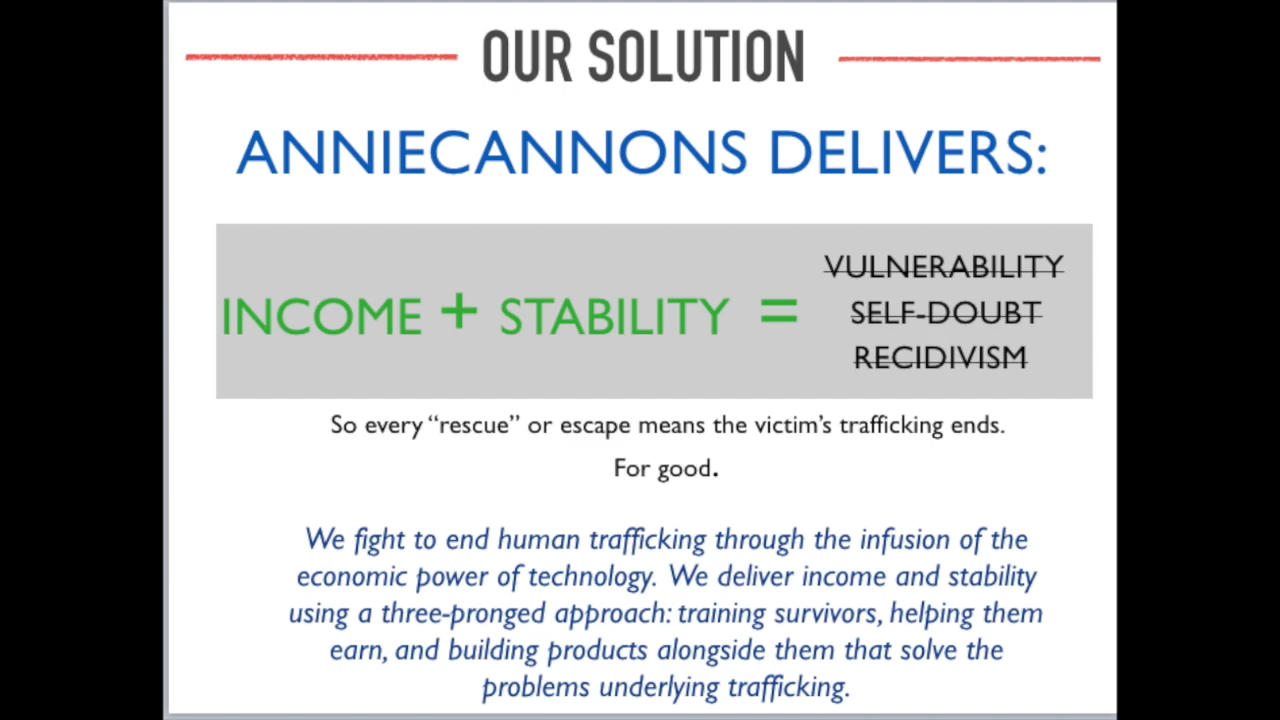 OUR SOLUTION
ANNIECANNONS DELIVERS:
INCOME + STABILITY =
VULNERABILITY
SELF-DOUBT
RECIDIVISM
So every “rescue” or escape means the victim’s trafficking ends.
For good.
We fight to end human trafficking through the infusion of the
economic power of technology. We deliver income and stability
using a three-pronged approach: training survivors, helping them
earn, and building products alongside them that solve the
problems underlying trafficking.